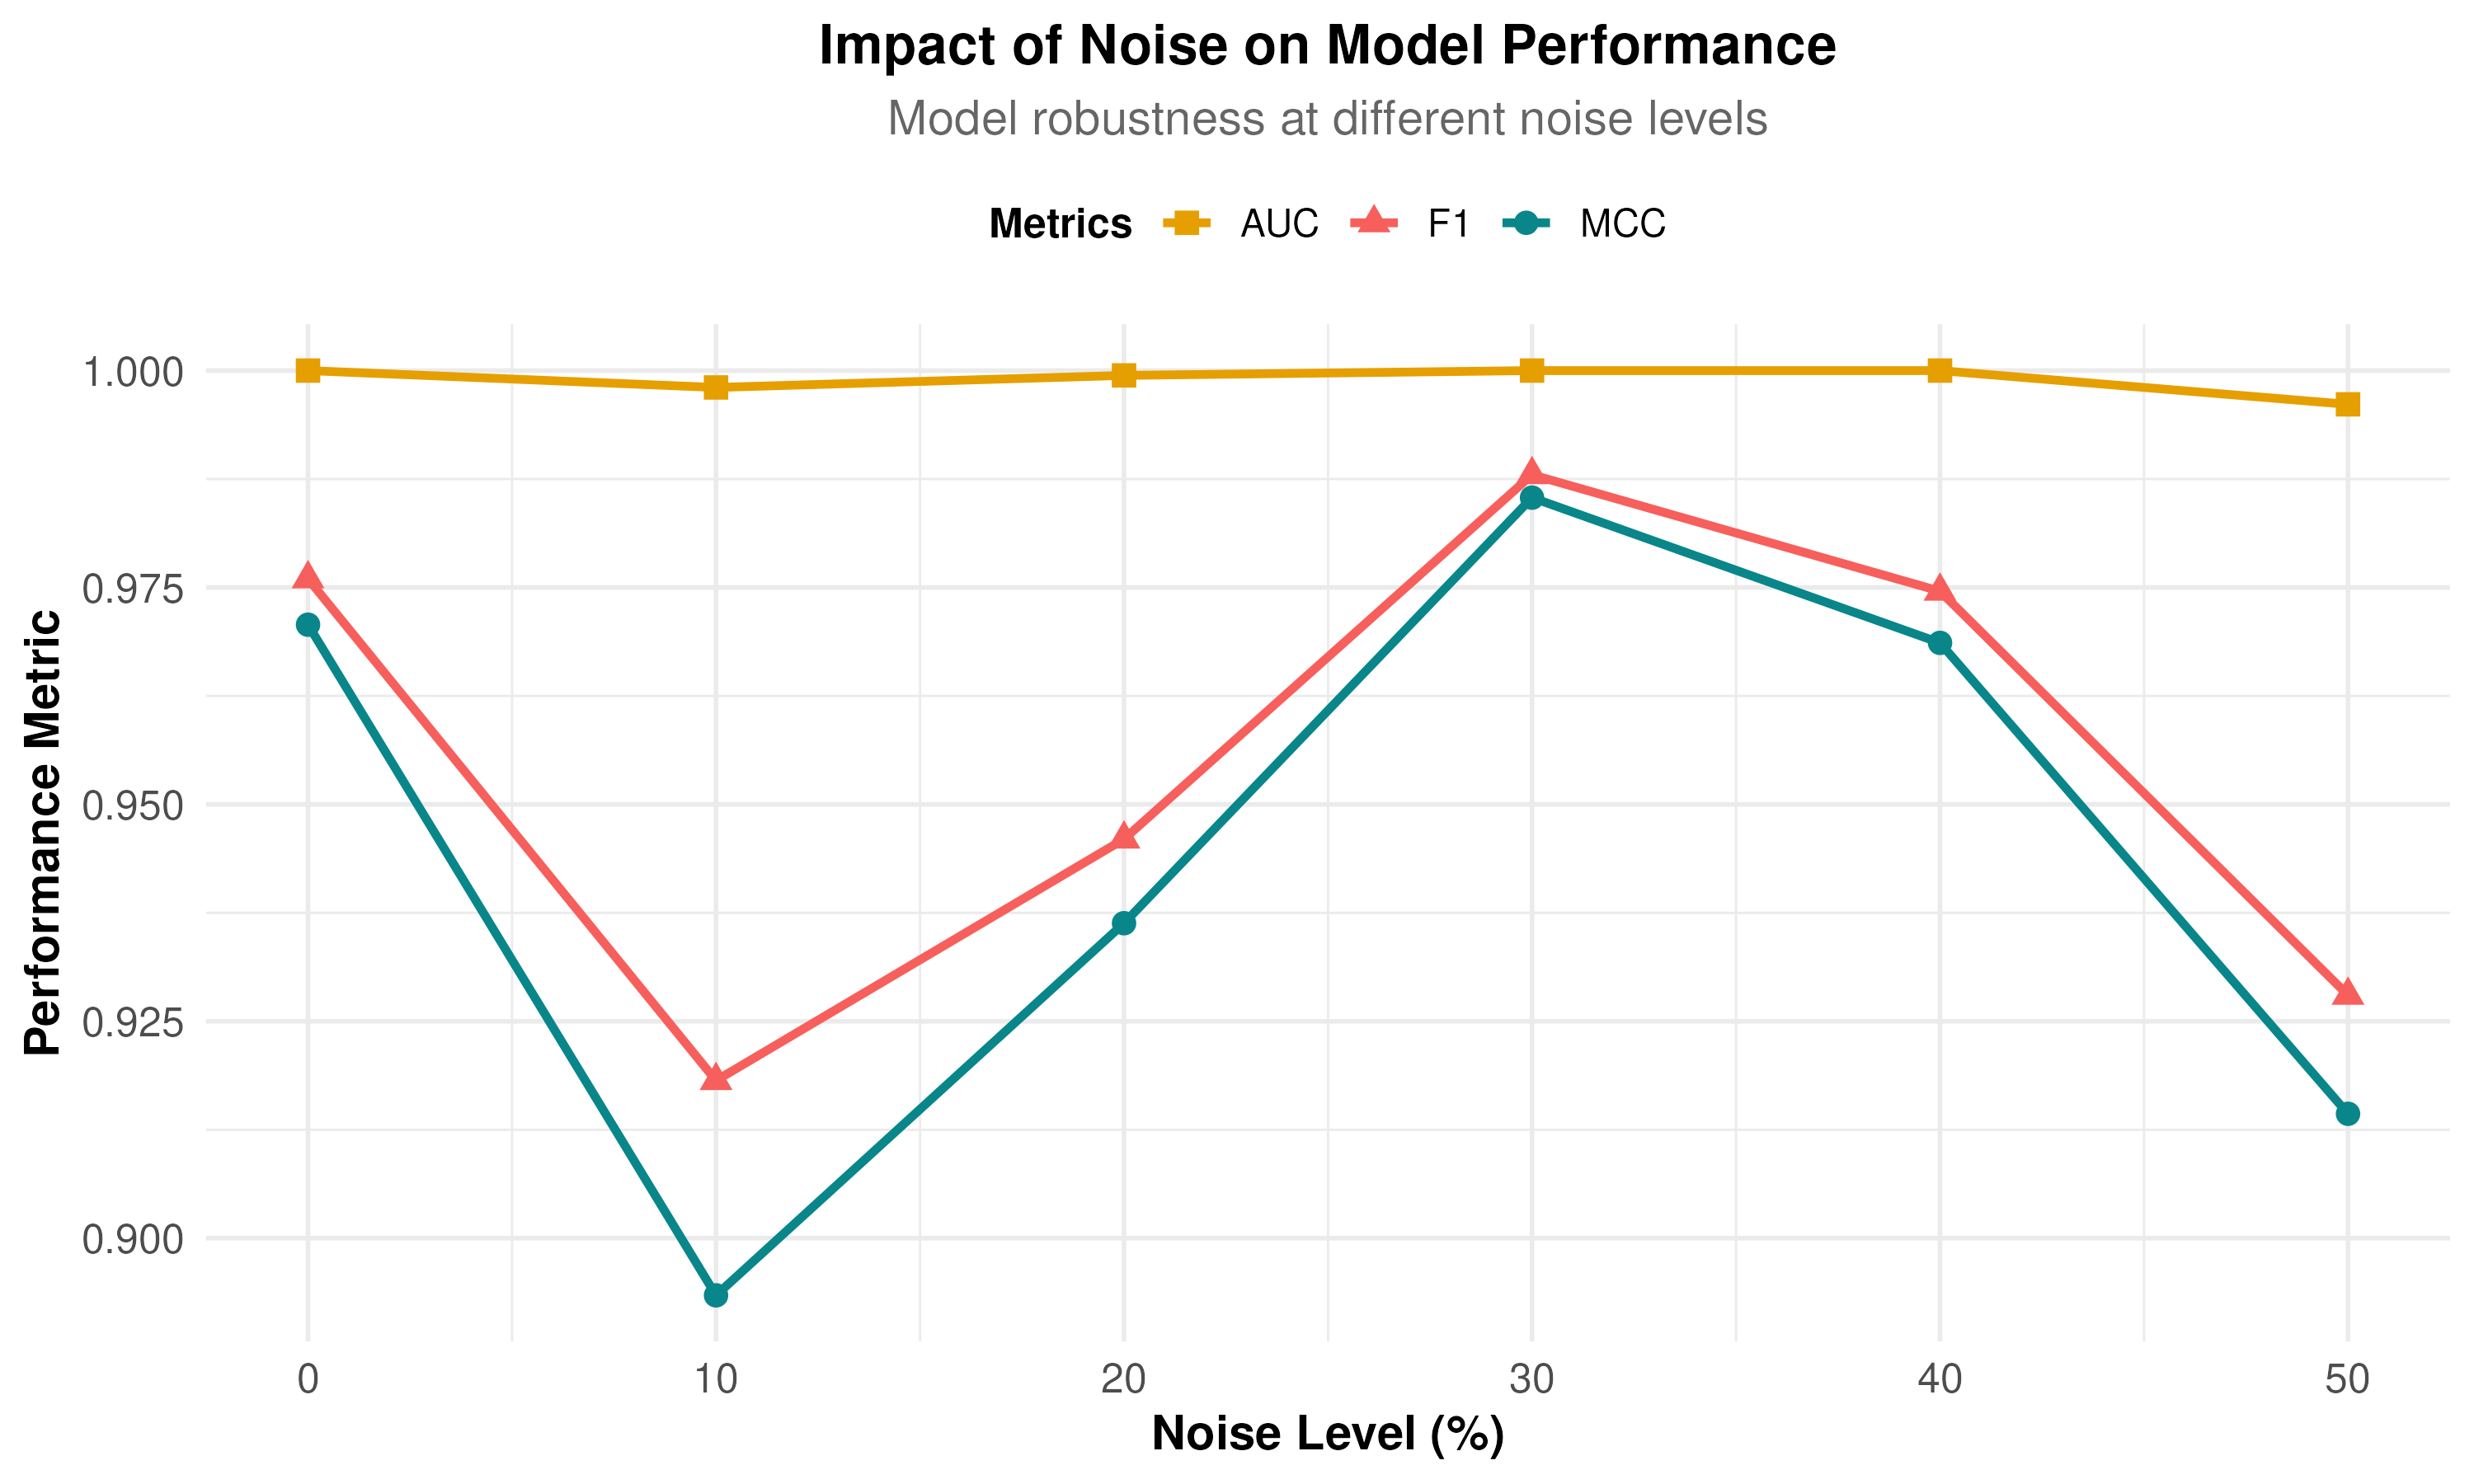 Impact of Noise on Model Performance
Model robustness at different noise levels
Metrics AUC F1 MCC
1.000
0.975
0.950
0.925
0.900
Performance Metric
0 10 20 30 40 50
Noise Level (%)